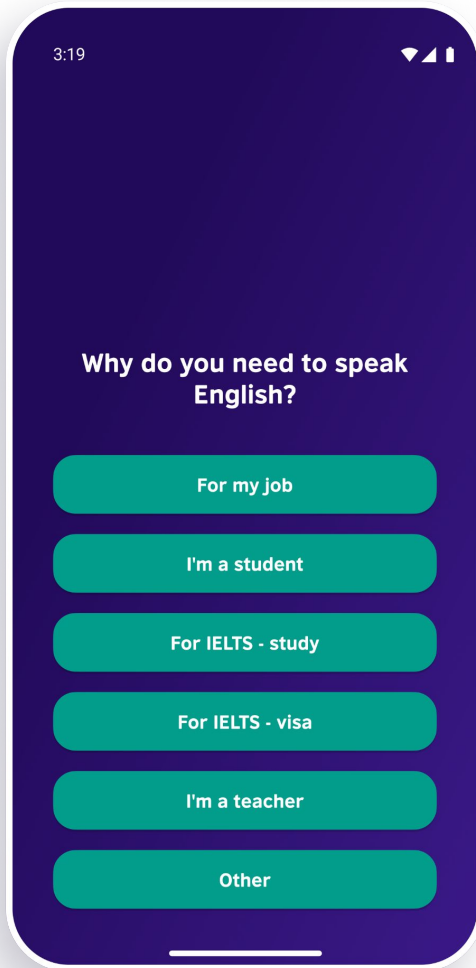 3:19
Why do you need to speak
English?
For my job
I'm a student
For IELTS - study
For IELTS - visa
I'm a teacher
Other